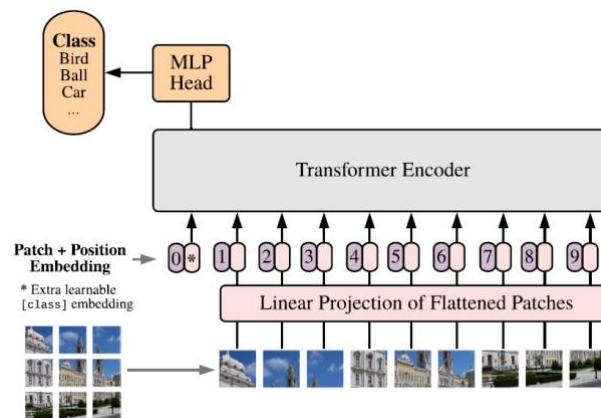 Class
Bird
Ball
Car
...
MLP
Head
Transformer Encoder
Patch + Position
Embedding
0 * 1 2 3 4 5 6 7 8 9
* Extra learnable
[class] embedding
Linear Projection of Flattened Patches